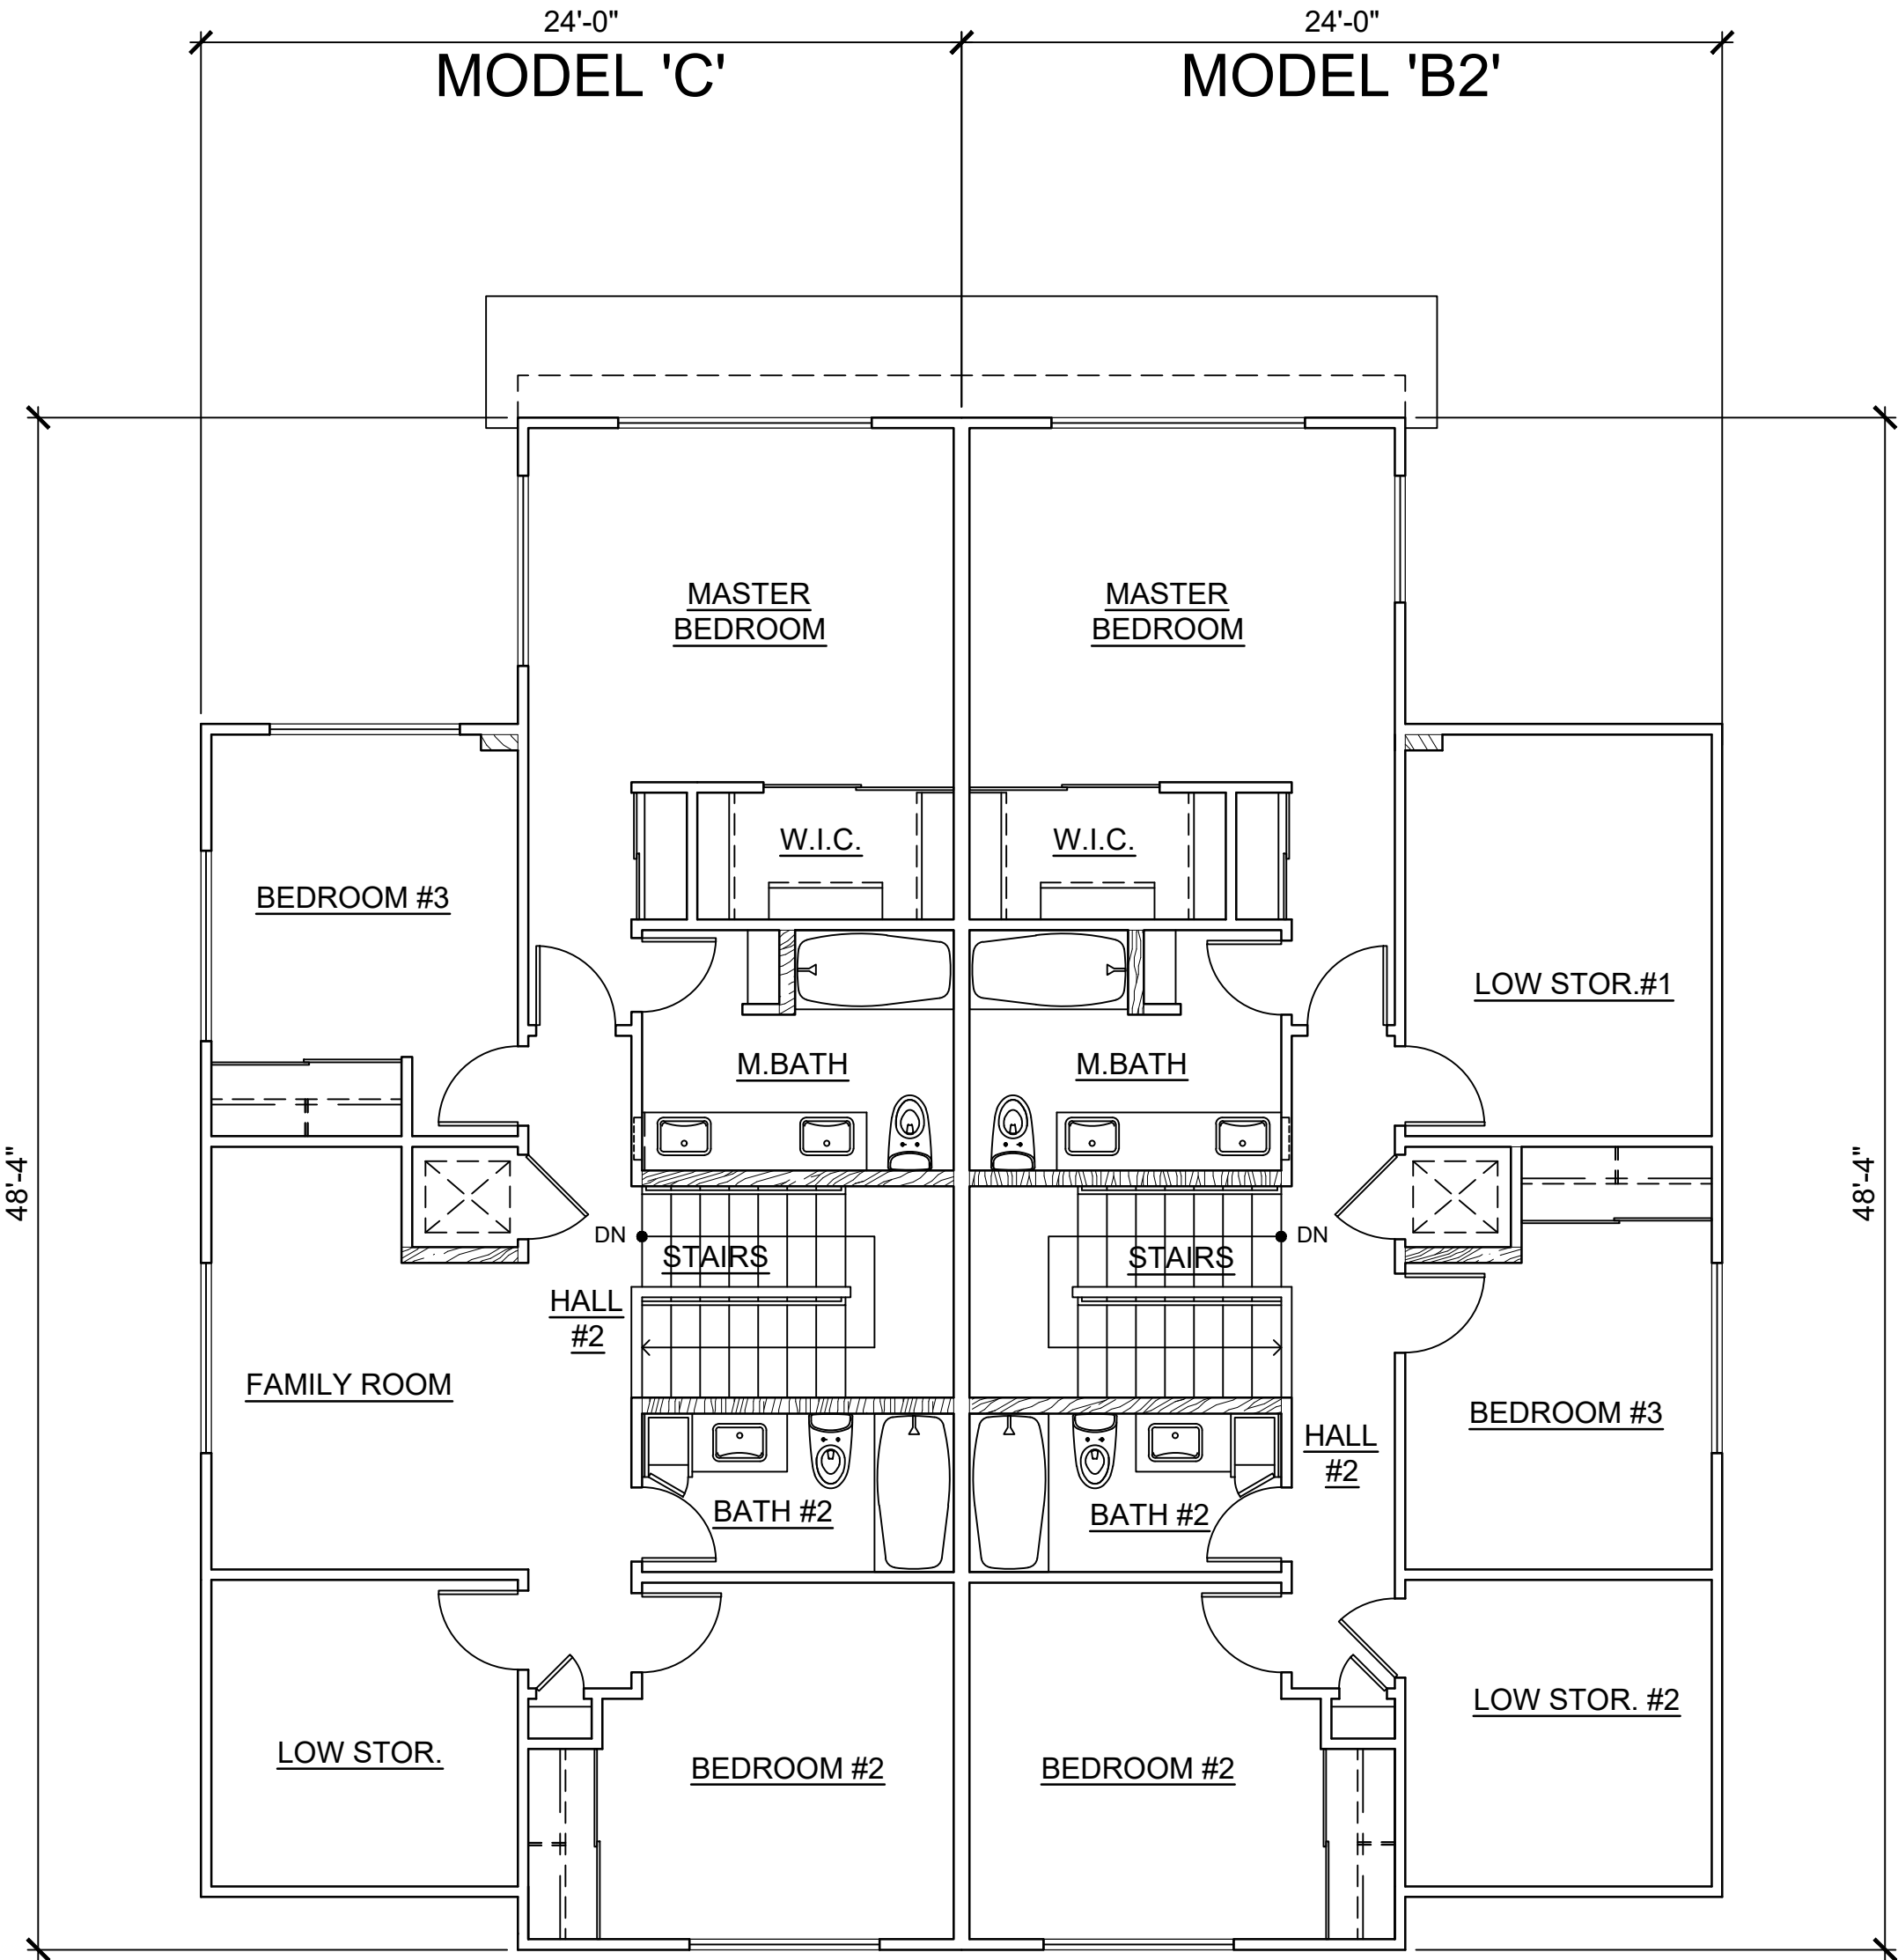 24'-0"
24'-0"
MODEL 'C'
MODEL 'B2'
MASTER
BEDROOM
MASTER
BEDROOM
W.I.C.
W.I.C.
BEDROOM #3
LOW STOR.#1
M.BATH
M.BATH
48'-4"
48'-4"
DN
STAIRS
STAIRS
DN
HALL
#2
FAMILY ROOM
BEDROOM #3
HALL
#2
BATH #2
BATH #2
LOW STOR. #2
LOW STOR.
BEDROOM #2
BEDROOM #2